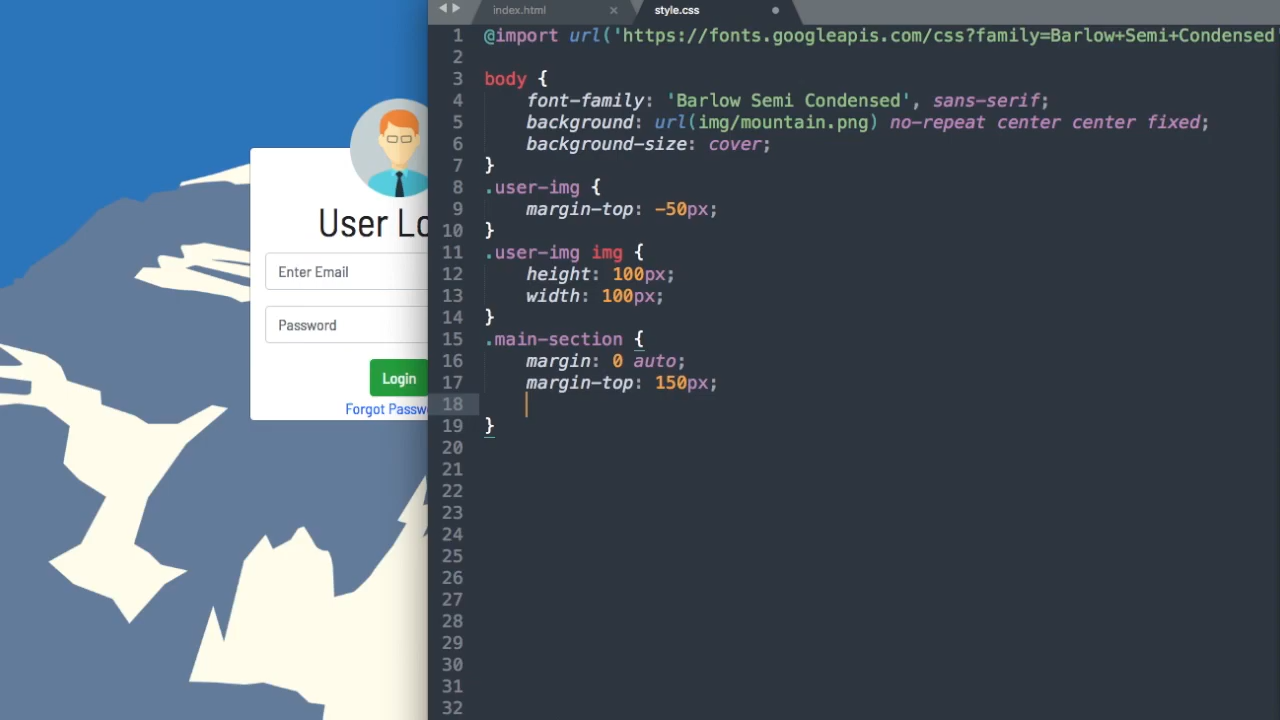 index.html
style.css
User Lo
Enter Email
Password
Login
Forgot Passw
1 @import url('https://fonts.googleapis.com/css?family=Barlow+Semi+Condensed'
2
3 body {
4 font-family: 'Barlow Semi Condensed', sans-serif;
5 background: url(img/mountain.png) no-repeat center center fixed;
6 background-size: cover;
7 }
8 .user-img {
9 margin-top: -50px;
10 }
11 .user-img img {
12 height: 100px;
13 width: 100px;
14 }
15 .main-section {
16 margin: 0 auto;
17 margin-top: 150px;
18
19 }
20
21
22
23
24
25
26
27
28
29
30
31
32